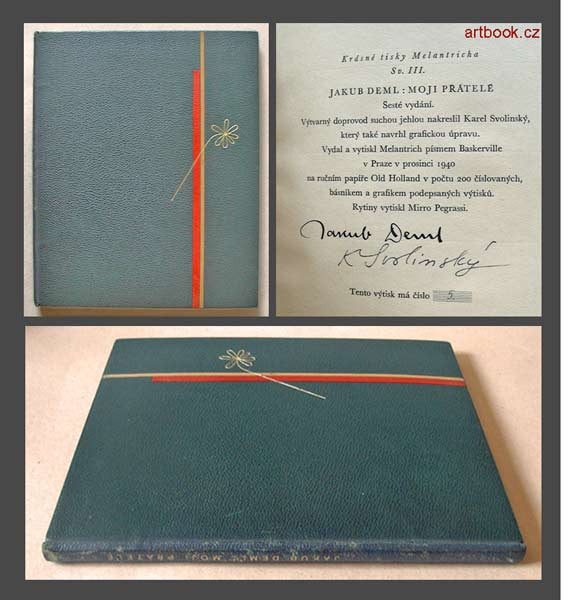 artbook.cz
Krásné tisky Melantricha
Sv. III.
JAKUB DEML: MOJI PŘÁTELÉ
Šesté vydání.
Výtvarný doprovod suchou jehlou nakreslil Karel Svolinský,
který také navrhl grafickou úpravu.
Vydal a vytiskl Melantrich písmem Baskerville
v Praze v prosinci 1940
na ručním papíře Old Holland v počtu 200 číslovaných,
básníkem a grafikem podepsaných výtisků.
Rytiny vytiskl Mirro Pegrassi.
Jakub Deml
K Svolinský
Tento výtisk má číslo 5.
JAKUB DEML MOJI PŘÁTELÉ